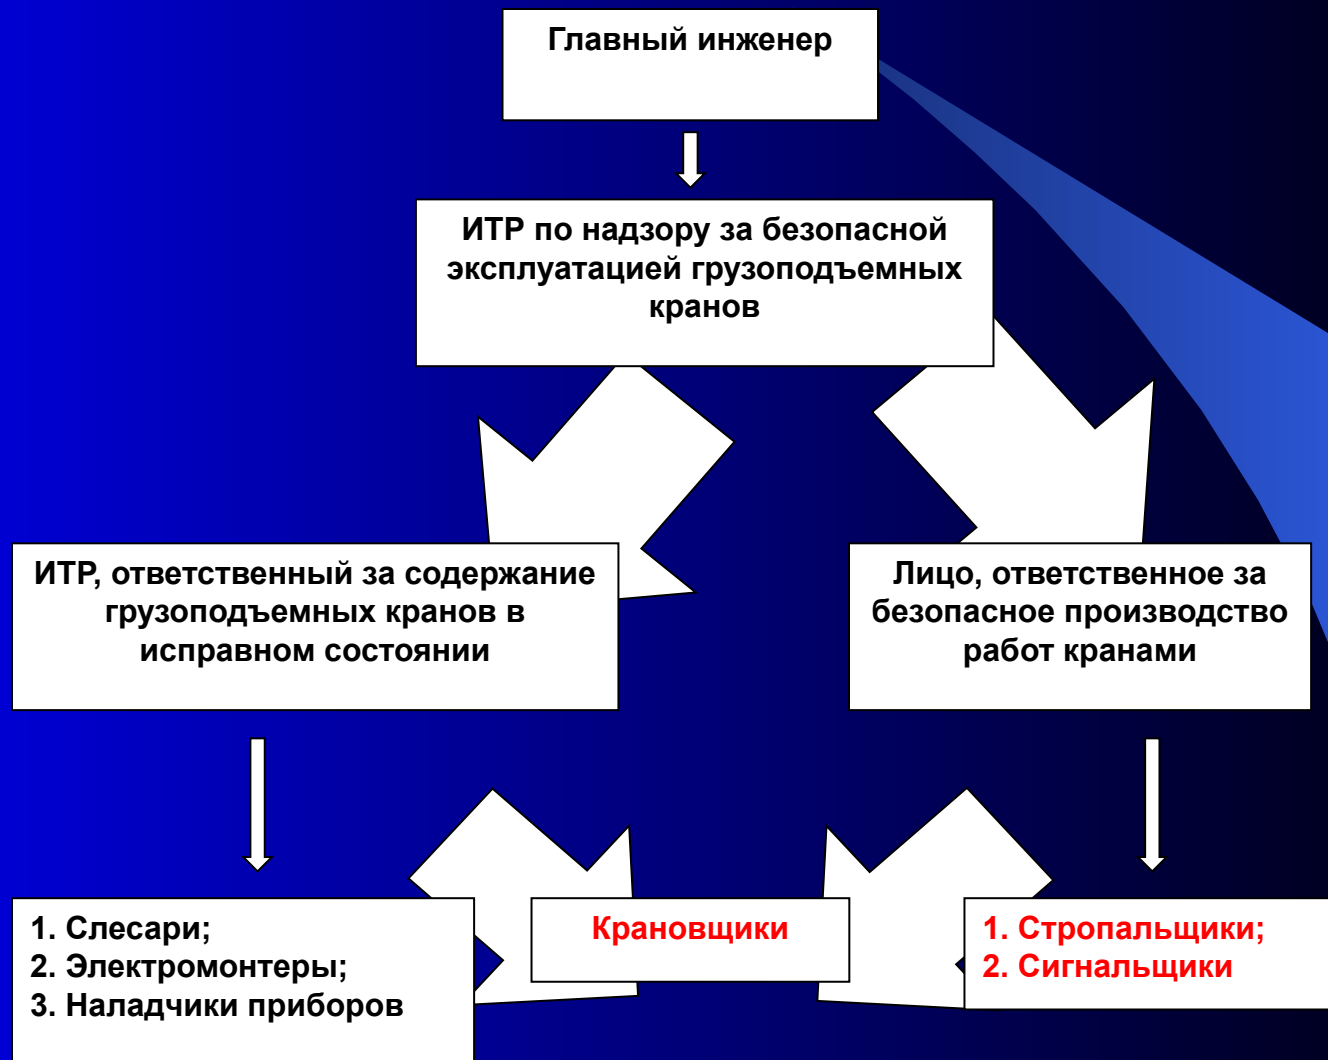 Главный инженер
ИТР по надзору за безопасной
эксплуатацией грузоподъемных
кранов
ИТР, ответственный за содержание
грузоподъемных кранов в
исправном состоянии
Лицо, ответственное за
безопасное производство
работ кранами
1. Слесари;
2. Электромонтеры;
3. Наладчики приборов
Крановщики
1. Стропальщики;
2. Сигнальщики